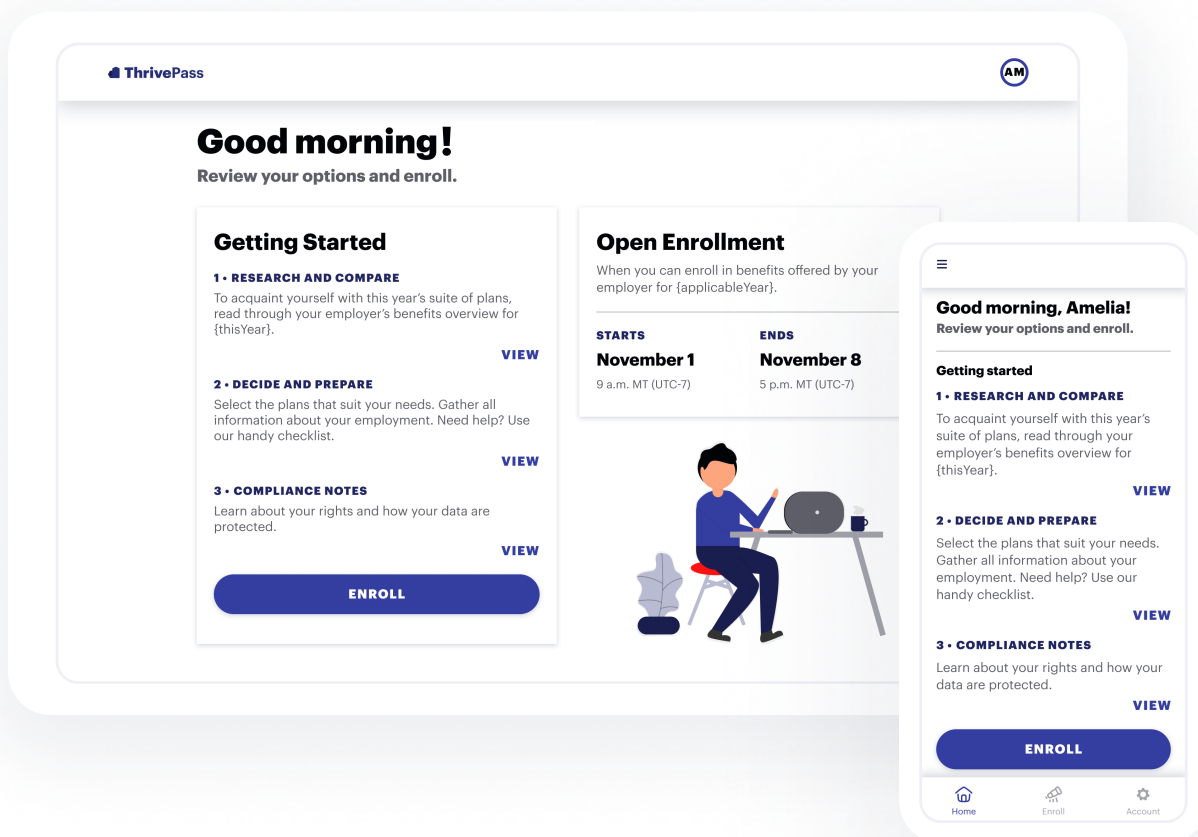 ThrivePass
AM
Good morning!
Review your options and enroll.
Getting Started
1 • RESEARCH AND COMPARE
To acquaint yourself with this year’s suite of plans,
read through your employer’s benefits overview for
{thisYear}.
VIEW
2 • DECIDE AND PREPARE
Select the plans that suit your needs. Gather all
information about your employment. Need help? Use
our handy checklist.
VIEW
3 • COMPLIANCE NOTES
Learn about your rights and how your data are
protected.
VIEW
ENROLL
Open Enrollment
When you can enroll in benefits offered by your
employer for {applicableYear}.
STARTS
November 1
9 a.m. MT (UTC-7)
ENDS
November 8
5 p.m. MT (UTC-7)
Good morning, Amelia!
Review your options and enroll.
Getting started
1 • RESEARCH AND COMPARE
To acquaint yourself with this year’s
suite of plans, read through your
employer’s benefits overview for
{thisYear}.
VIEW
2 • DECIDE AND PREPARE
Select the plans that suit your needs.
Gather all information about your
employment. Need help? Use our
handy checklist.
VIEW
3 • COMPLIANCE NOTES
Learn about your rights and how your
data are protected.
VIEW
ENROLL
Home
Enroll
Account